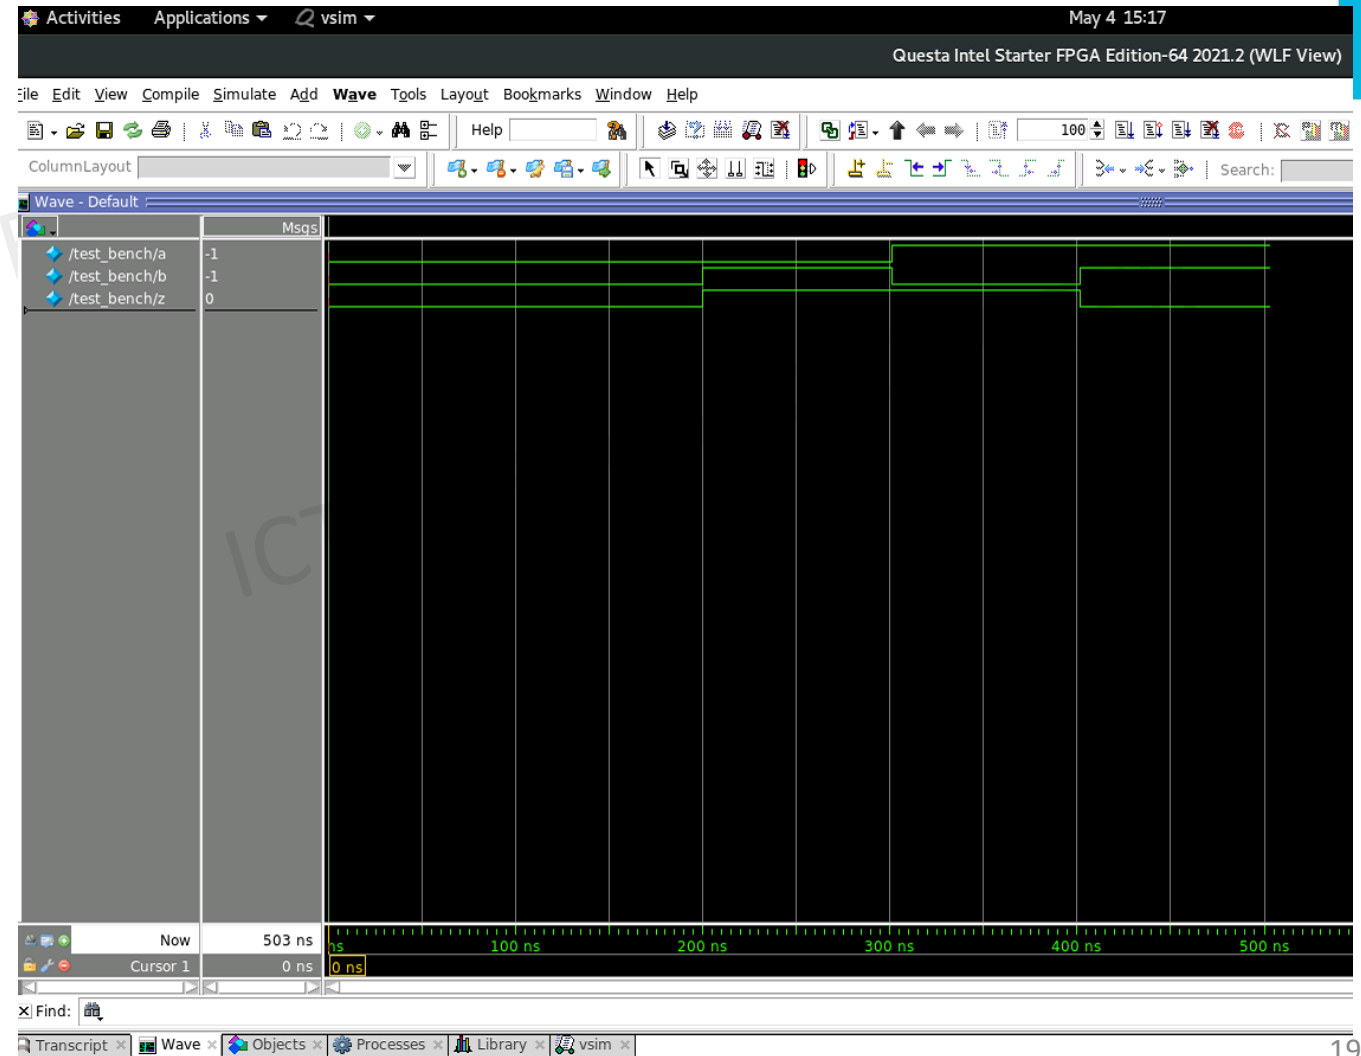 Activities Applications vsim May 4 15:17
Questa Intel Starter FPGA Edition-64 2021.2 (WLF View)
File Edit View Compile Simulate Add Wave Tools Layout Bookmarks Window Help
Help 100
ColumnLayout Search:
Wave - Default
Msgs
/test_bench/a -1
/test_bench/b -1
/test_bench/z 0
ICT
Now 503 ns ns 100 ns 200 ns 300 ns 400 ns 500 ns
Cursor 1 0 ns 0 ns
Find:
Transcript Wave Objects Processes Library vsim
19